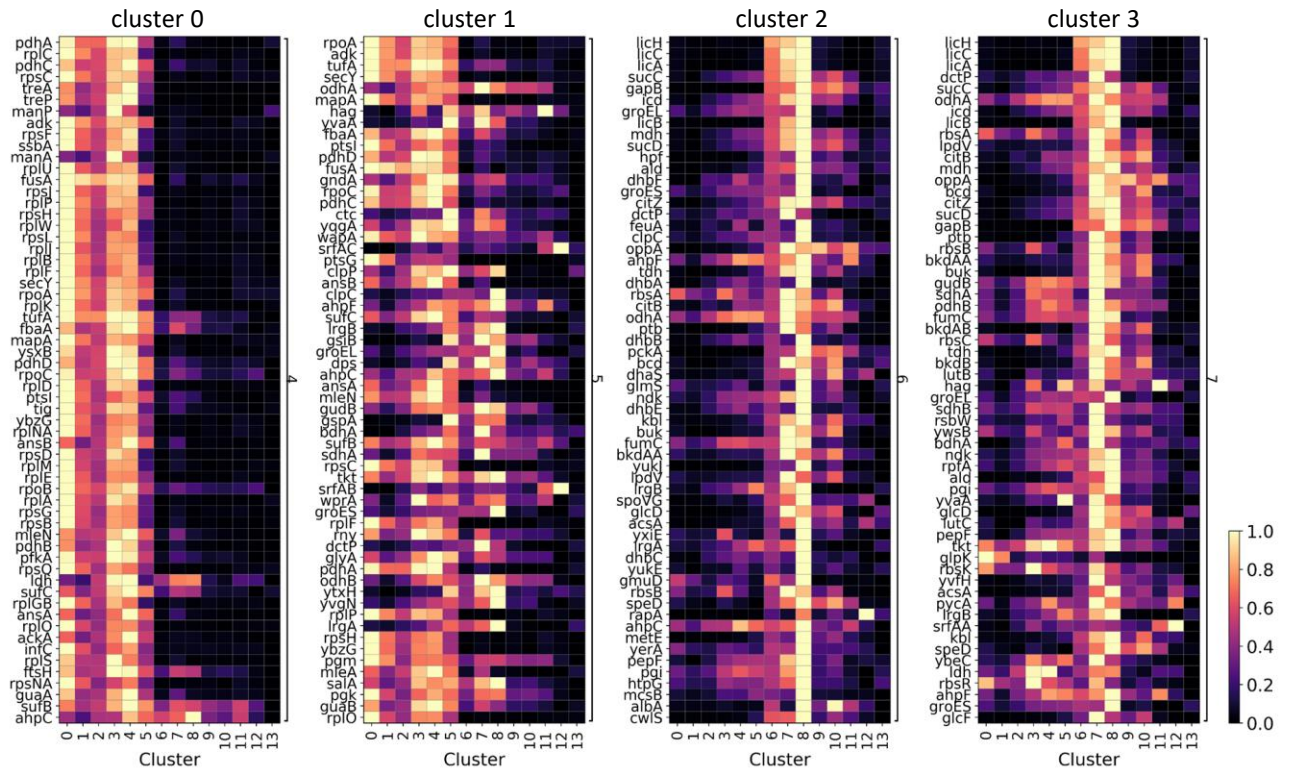 cluster 0
pdhA
rplC
pdhC
rpsC
treA
treP
manP
adk
rpsF
ssbA
manA
rplU
fusA
rpsJ
rplP
rpsH
rplW
rpsL
rplJ
rplB
rplF
secY
rpoA
rplK
tufA
fbaA
mapA
ysxB
pdhD
rpoC
rplD
ptsI
tig
ybzG
rplNA
ansB
rpsD
rplM
rplE
rpoB
rplA
rpsG
rpsB
mleN
pdhB
pfkA
rpsO
ldh
sufC
rplGB
ansA
rplO
ackA
infC
rplS
ftsH
rpsNA
guaA
sufB
ahpC
0 1 2 3 4 5 6 7 8 9 10 11 12 13
Cluster
4
cluster 1
rpoA
adk
tufA
secY
odhA
mapA
hag
yvaA
fbaA
ptsI
pdhD
fusA
gndA
rpoC
pdhC
ctc
yqgA
wapA
srfAC
ptsG
clpP
ansB
clpC
ahpF
sufC
lrgB
gsiB
groEL
dps
ahpC
ansA
mleN
gudB
gspA
bdhA
sufB
sdhA
rpsC
tkt
srfAB
wprA
groES
rplF
rny
dctP
glyA
pdhA
odhB
ytxH
yvgN
rplP
lrgA
rpsH
ybzG
pgm
mleA
salA
pgk
guaB
rplO
0 1 2 3 4 5 6 7 8 9 10 11 12 13
Cluster
5
cluster 2
licH
licC
licA
sucC
gapB
icd
groEL
licB
mdh
sucD
hpf
ald
dhbF
groES
citZ
dctP
feuA
clpC
oppA
ahpF
tdh
dhbA
rbsA
citB
odhA
ptb
dhbB
pckA
bcd
dhaS
glmS
ndk
dhbE
kbl
buk
fumC
bkdAA
yukJ
lpdV
lrgB
spoVG
glcD
acsA
yxiE
lrgA
dhbC
yukE
gmuD
rbsB
speD
rapA
ahpC
metE
yerA
pepF
pgi
htpG
mcsB
albA
cwlS
0 1 2 3 4 5 6 7 8 9 10 11 12 13
Cluster
6
cluster 3
licH
licC
licA
dctP
sucC
odhA
icd
licB
rbsA
lpdV
citB
mdh
oppA
bcd
citZ
sucD
gapB
ptb
rbsB
bkdAA
buk
gudB
sdhA
odhB
fumC
bkdAB
rbsC
tdh
bkdB
lutB
hag
groEL
sdhB
rsbW
ywsB
bdhA
ndk
rpfA
ald
pgi
yvaA
glcD
lutC
pepF
tkt
glpK
rbsK
yvfH
acsA
pycA
lrgB
srfAA
kbl
speD
ybeC
ldh
rbsR
ahpF
groES
glcF
0 1 2 3 4 5 6 7 8 9 10 11 12 13
Cluster
7
1.0
0.8
0.6
0.4
0.2
0.0